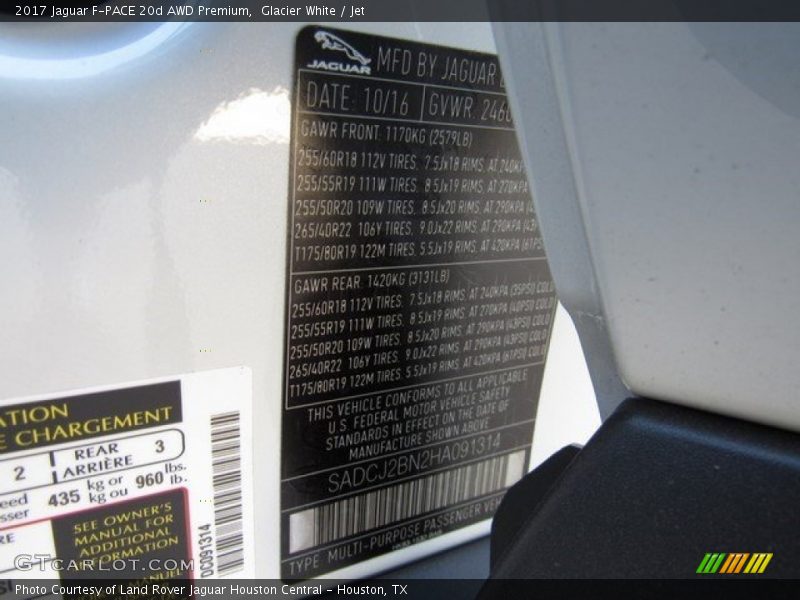 2017 Jaguar F-PACE 20d AWD Premium,  Glacier White / Jet
JAGUAR MFD BY JAGUAR
DATE: 10/16 GVWR: 2460
GAWR FRONT: 1170KG (2579LB)
255/60R18 112V TIRES, 7.5Jx18 RIMS, AT 240KPA
255/55R19 111W TIRES, 8.5Jx19 RIMS, AT 270KPA
255/50R20 109W TIRES, 8.5Jx20 RIMS, AT 290KPA (4
265/40R22 106Y TIRES, 9.0Jx22 RIMS, AT 290KPA (43
T175/80R19 122M TIRES, 5.5Jx19 RIMS, AT 420KPA (61PS
GAWR REAR: 1420KG (3131LB)
255/60R18 112V TIRES, 7.5Jx18 RIMS, AT 240KPA (35PSI) COLD
255/55R19 111W TIRES, 8.5Jx19 RIMS, AT 270KPA (40PSI) COLD
255/50R20 109W TIRES, 8.5Jx20 RIMS, AT 290KPA (43PSI) COLD
265/40R22 106Y TIRES, 9.0Jx22 RIMS, AT 290KPA (43PSI) COLD
T175/80R19 122M TIRES, 5.5Jx19 RIMS, AT 420KPA (61PSI) COLD
THIS VEHICLE CONFORMS TO ALL APPLICABLE
U.S. FEDERAL MOTOR VEHICLE SAFETY
STANDARDS IN EFFECT ON THE DATE OF
MANUFACTURE SHOWN ABOVE
SADCJ2BN2HA091314
TYPE: MULTI-PURPOSE PASSENGER VE
ATION
E CHARGEMENT
2 REAR 3
ARRIÈRE
eed 435 kg or 960 lbs.
sser kg ou lb.
RE
SEE OWNER'S
MANUAL FOR
ADDITIONAL
INFORMATION
00091314
GTCarLot.com
Photo Courtesy of Land Rover Jaguar Houston Central - Houston, TX